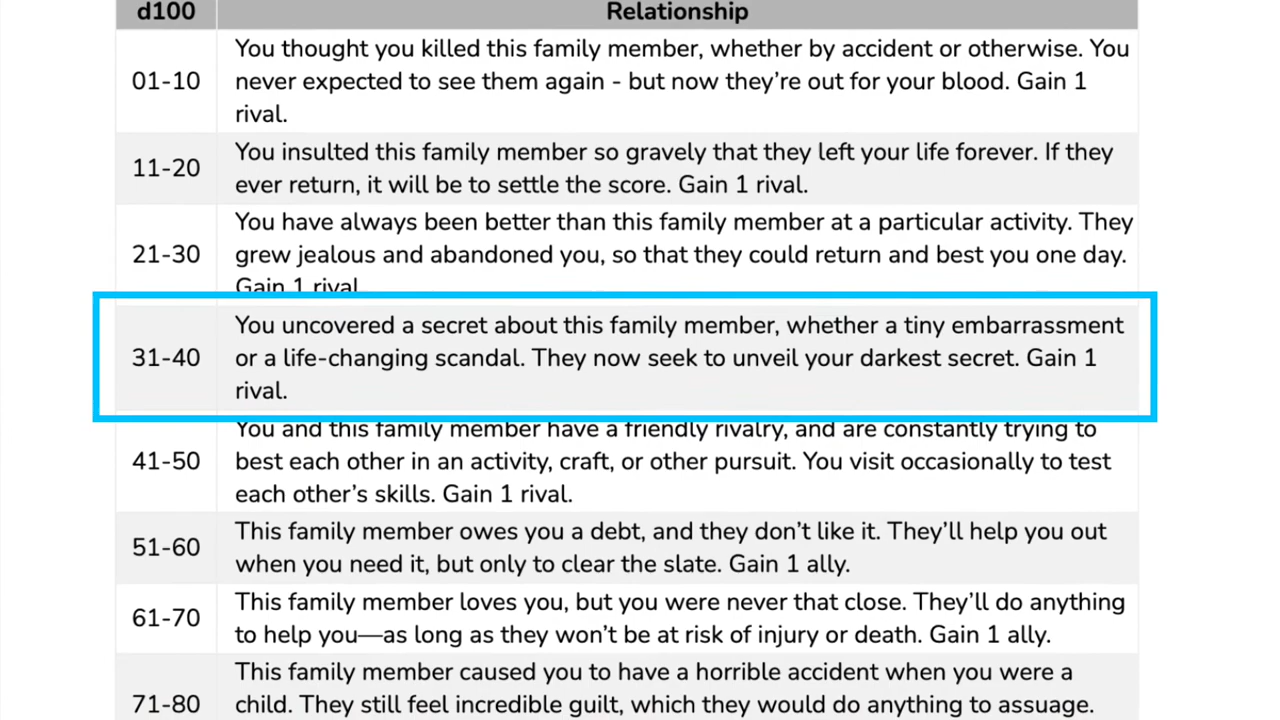 d100 Relationship
You thought you killed this family member, whether by accident or otherwise. You
01-10 never expected to see them again - but now they’re out for your blood. Gain 1
rival.
You insulted this family member so gravely that they left your life forever. If they
11-20 ever return, it will be to settle the score. Gain 1 rival.
You have always been better than this family member at a particular activity. They
21-30 grew jealous and abandoned you, so that they could return and best you one day.
Gain 1 rival.
You uncovered a secret about this family member, whether a tiny embarrassment
31-40 or a life-changing scandal. They now seek to unveil your darkest secret. Gain 1
rival.
You and this family member have a friendly rivalry, and are constantly trying to
41-50 best each other in an activity, craft, or other pursuit. You visit occasionally to test
each other’s skills. Gain 1 rival.
This family member owes you a debt, and they don’t like it. They’ll help you out
51-60 when you need it, but only to clear the slate. Gain 1 ally.
This family member loves you, but you were never that close. They’ll do anything
61-70 to help you—as long as they won’t be at risk of injury or death. Gain 1 ally.
This family member caused you to have a horrible accident when you were a
71-80 child. They still feel incredible guilt, which they would do anything to assuage.